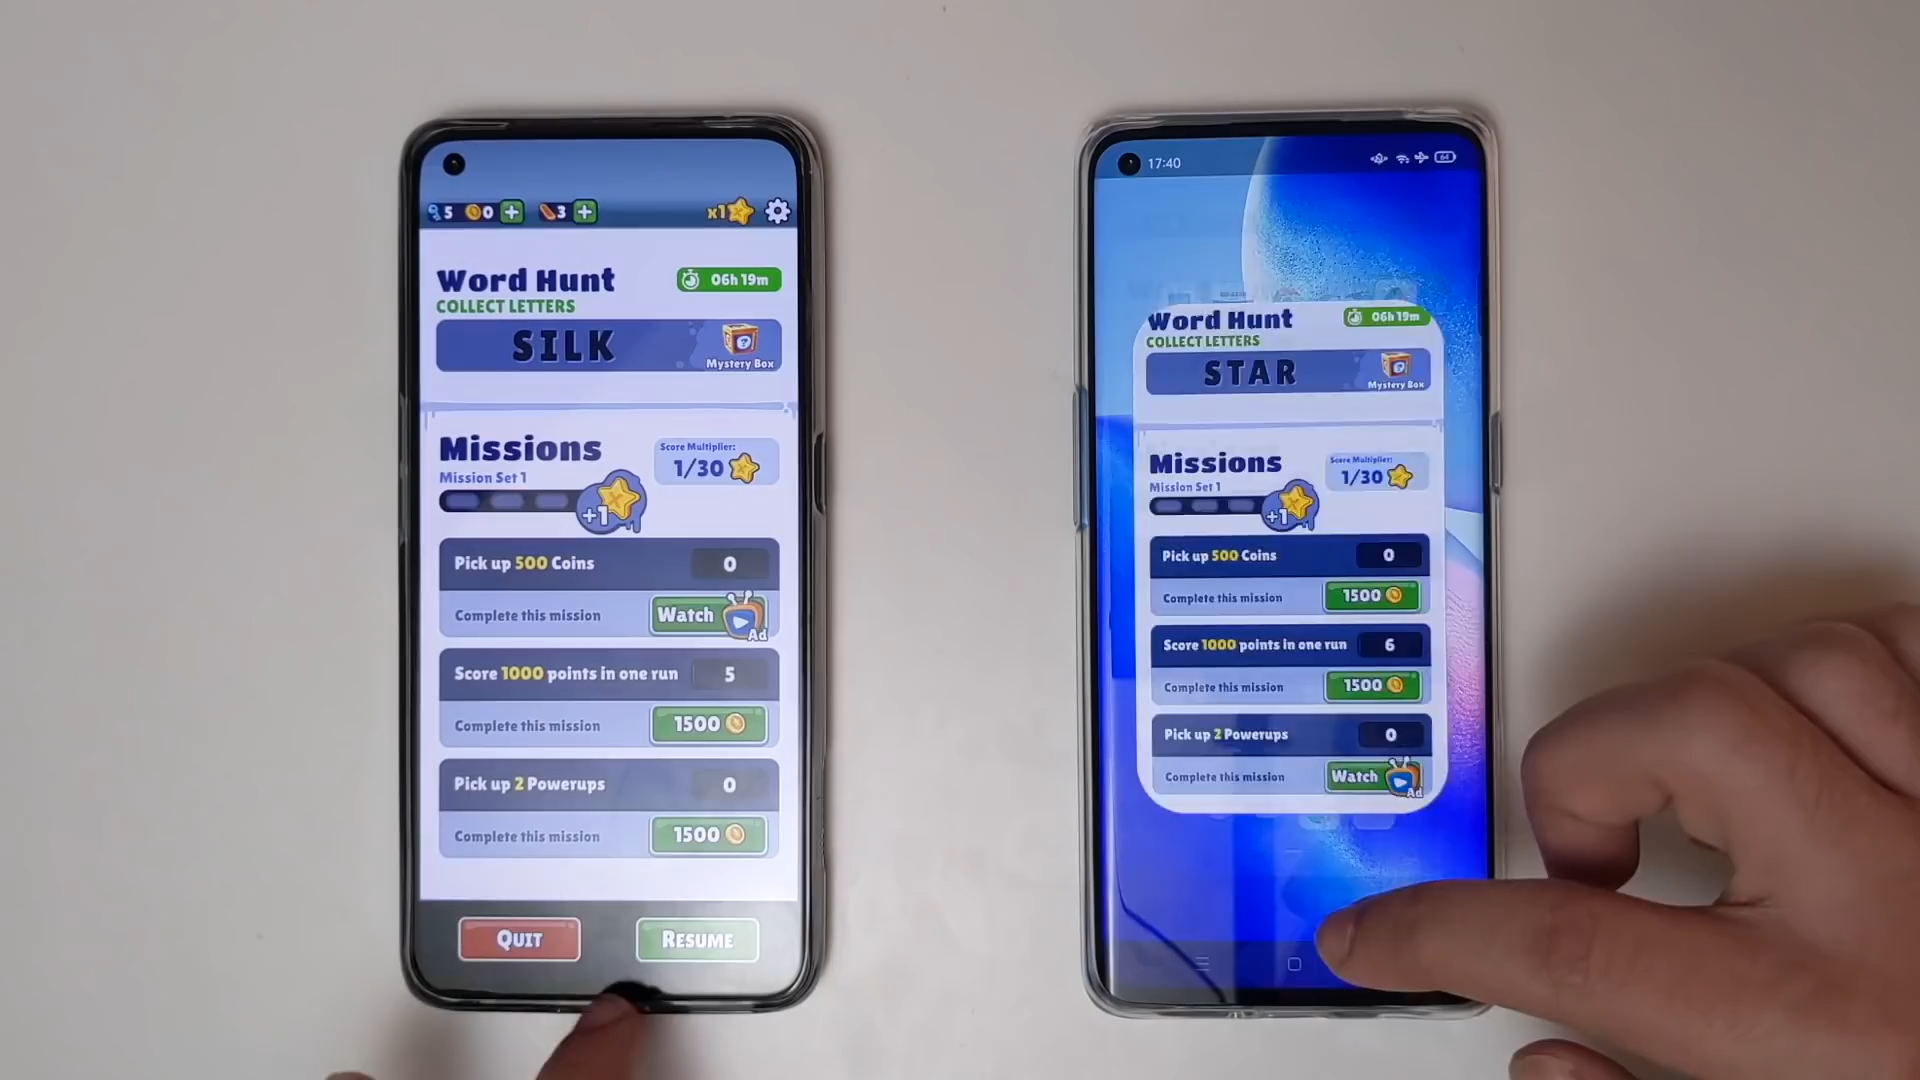 5 0 + 3 + x1
Word Hunt 06h 19m
COLLECT LETTERS
SILK
Mystery Box
Missions
Mission Set 1
Score Multiplier:
1/30
+1
Pick up 500 Coins 0
Complete this mission Watch
Ad
Score 1000 points in one run 5
Complete this mission 1500
Pick up 2 Powerups 0
Complete this mission 1500
QUIT RESUME
17:40 64
Word Hunt 06h 19m
COLLECT LETTERS
STAR
Mystery Box
Missions
Mission Set 1
Score Multiplier:
1/30
+1
Pick up 500 Coins 0
Complete this mission 1500
Score 1000 points in one run 6
Complete this mission 1500
Pick up 2 Powerups 0
Complete this mission Watch
Ad